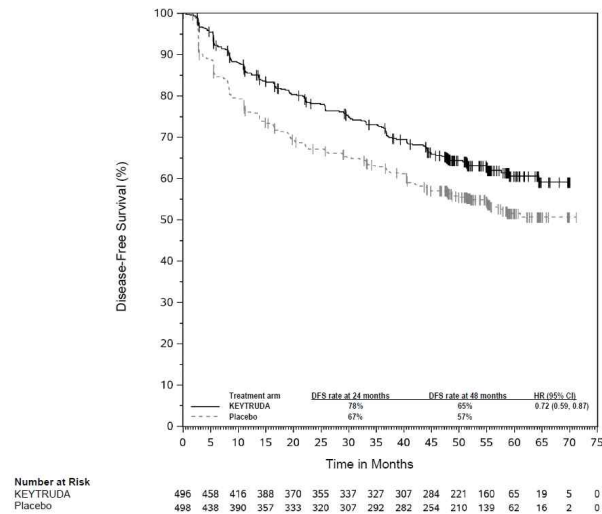 100
90
80
70
60
50
40
30
20
10
0
Disease-Free Survival (%)
Treatment arm DFS rate at 24 months DFS rate at 48 months HR (95% CI)
KEYTRUDA 78% 65% 0.72 (0.59, 0.87)
Placebo 67% 57%
0 5 10 15 20 25 30 35 40 45 50 55 60 65 70 75
Time in Months
Number at Risk
KEYTRUDA 496 458 416 388 370 355 337 327 307 284 221 160 65 19 5 0
Placebo 498 438 390 357 333 320 307 292 282 254 210 139 62 16 2 0